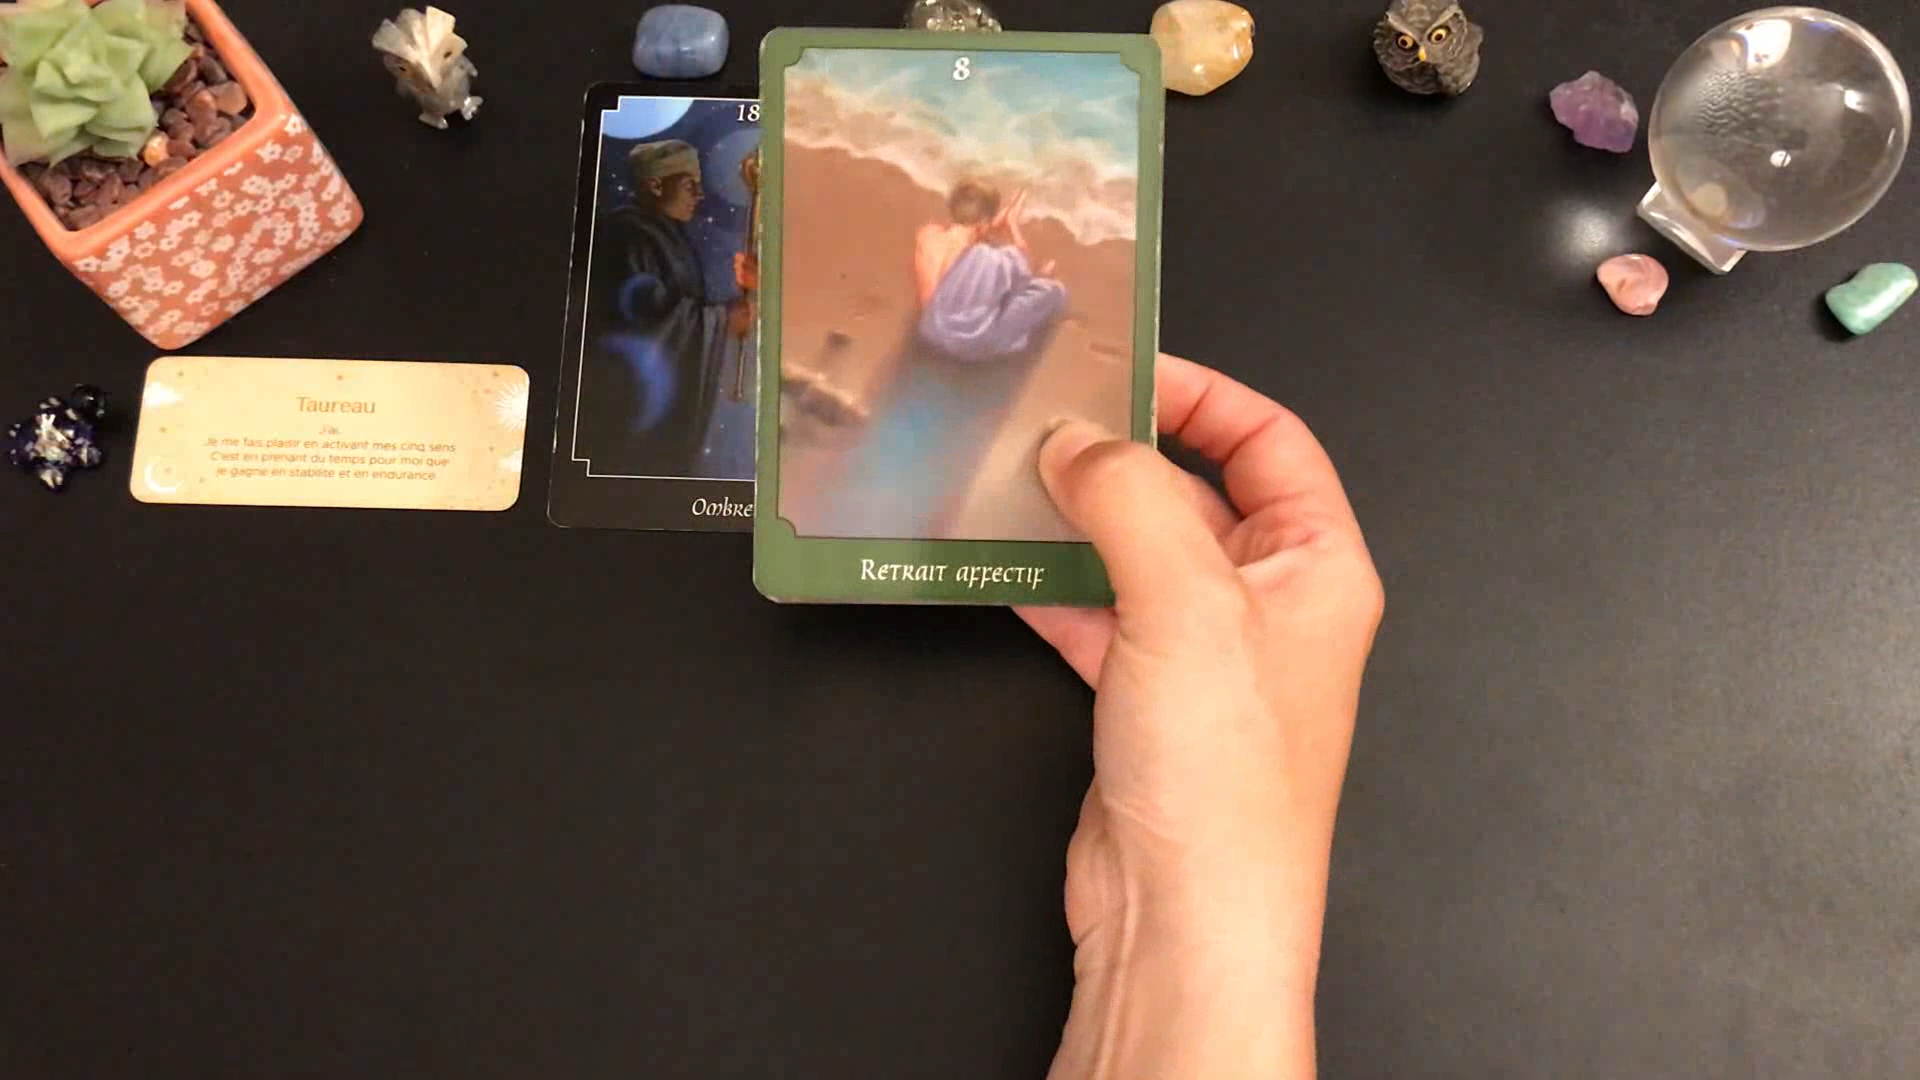 Taureau
J'ai,
Je me fais plaisir en activant mes cinq sens
C'est en prenant du temps pour moi que
je gagne en stabilité et en endurance
18
Ombre
8
Retrait affectif